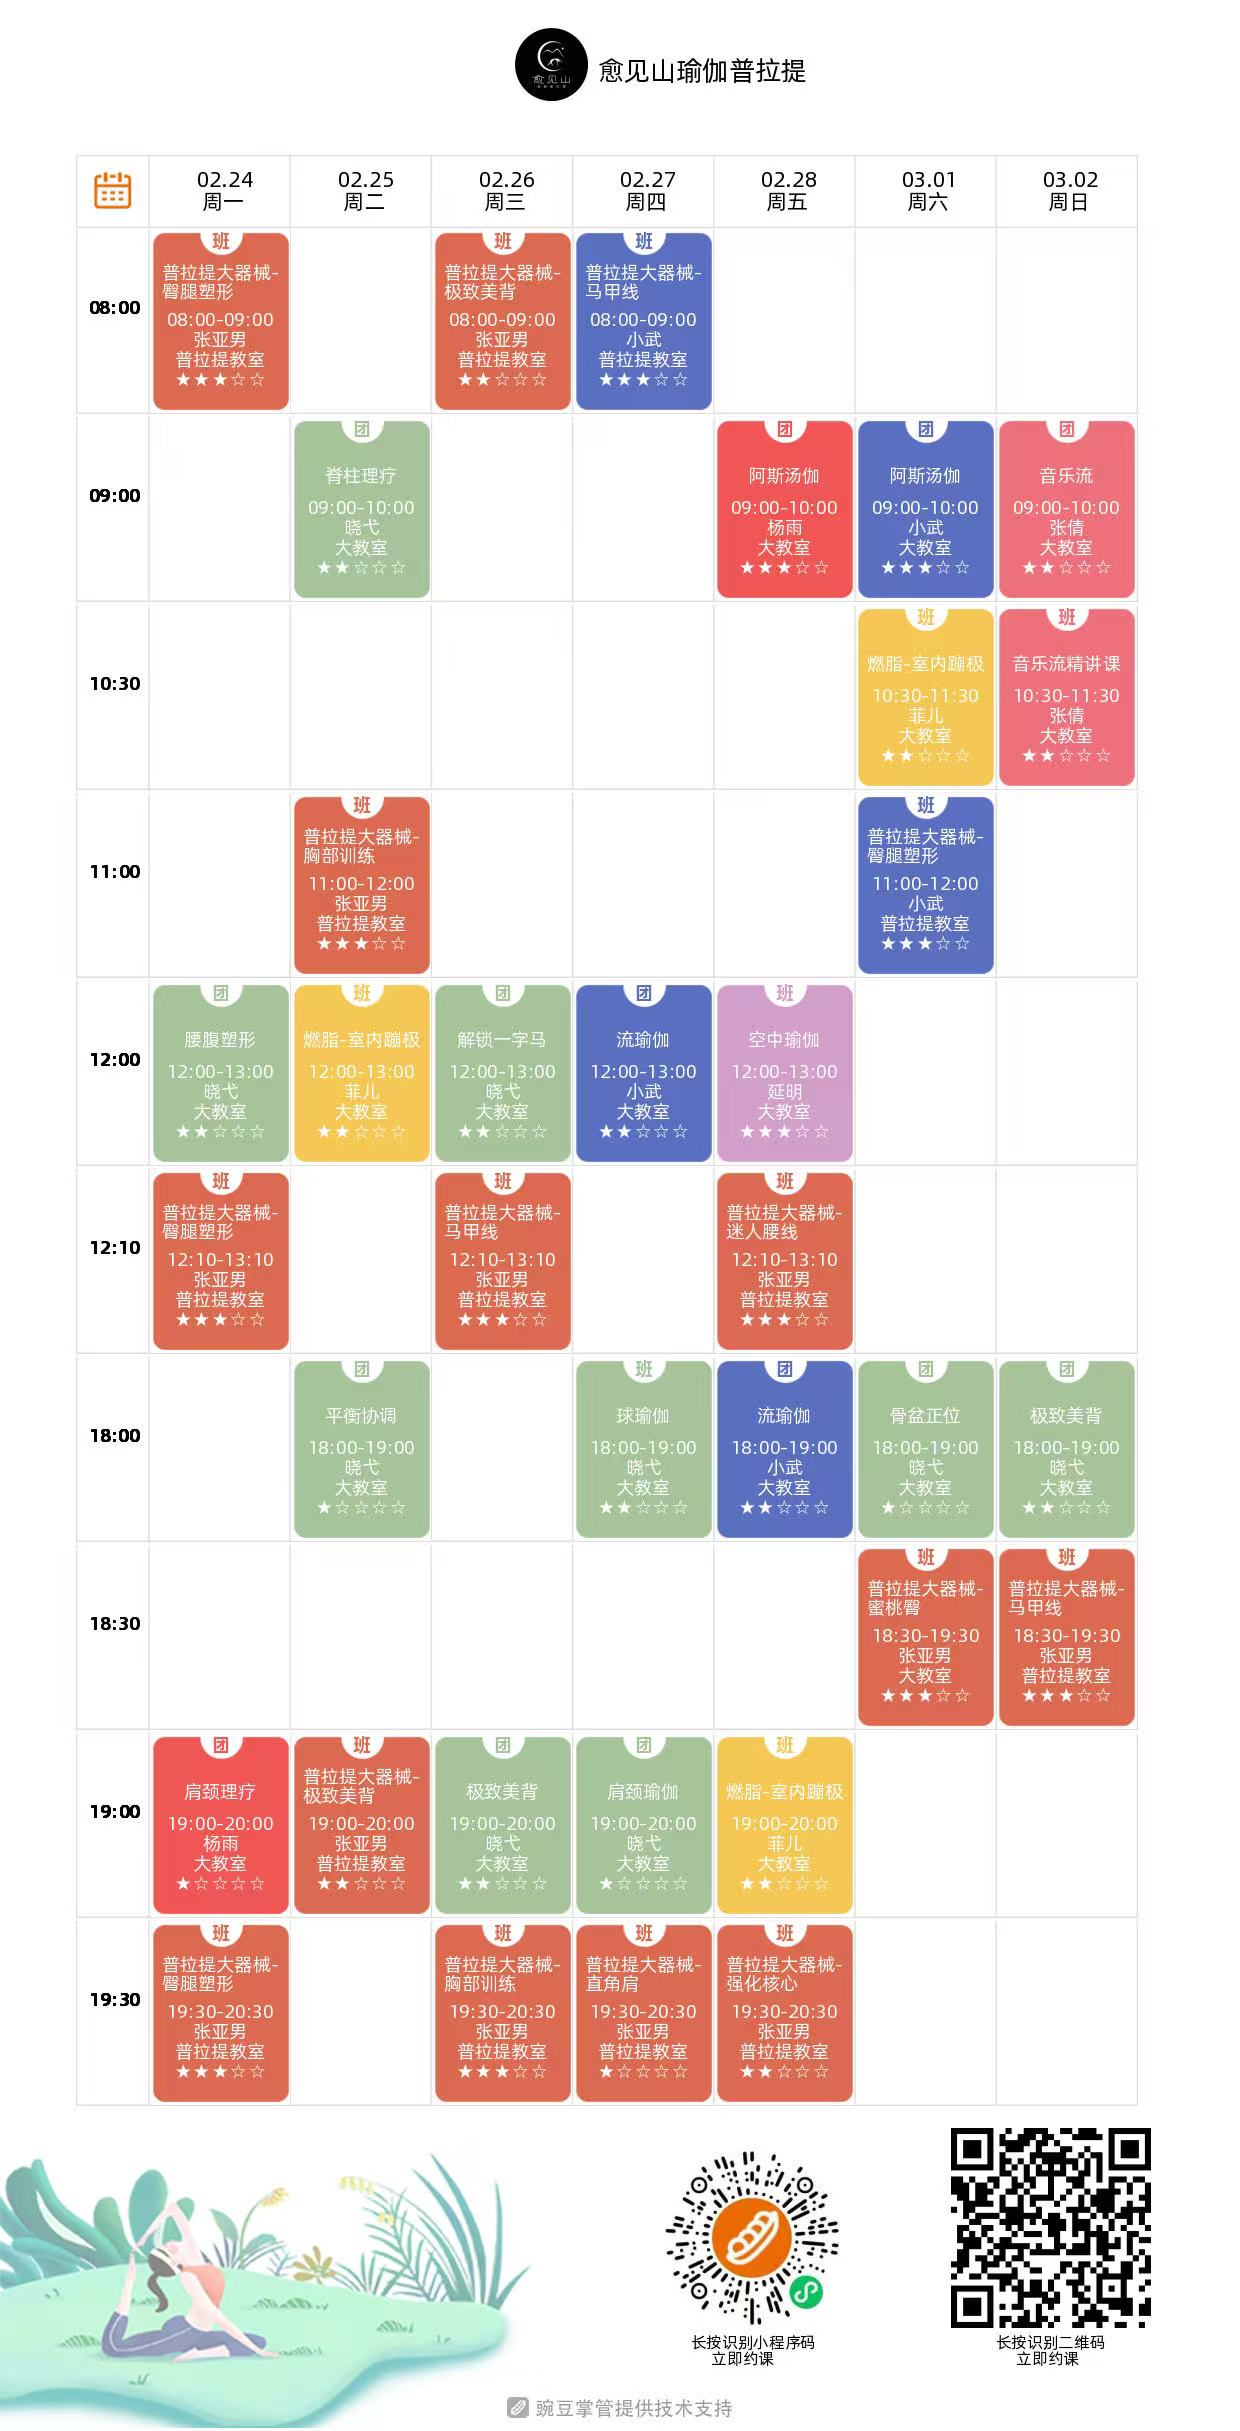 愈见山
愈见山瑜伽普拉提
02.24
周一
02.25
周二
02.26
周三
02.27
周四
02.28
周五
03.01
周六
03.02
周日
08:00
班
普拉提大器械-
臀腿塑形
08:00-09:00
张亚男
普拉提教室
★★★☆☆
班
普拉提大器械-
极致美背
08:00-09:00
张亚男
普拉提教室
★★☆☆☆
班
普拉提大器械-
马甲线
08:00-09:00
小武
普拉提教室
★★★☆☆
09:00
团
脊柱理疗
09:00-10:00
晓弋
大教室
★★☆☆☆
团
阿斯汤伽
09:00-10:00
杨雨
大教室
★★★☆☆
团
阿斯汤伽
09:00-10:00
小武
大教室
★★★☆☆
团
音乐流
09:00-10:00
张倩
大教室
★★☆☆☆
10:30
班
燃脂-室内蹦极
10:30-11:30
菲儿
大教室
★★☆☆☆
班
音乐流精讲课
10:30-11:30
张倩
大教室
★★☆☆☆
11:00
班
普拉提大器械-
胸部训练
11:00-12:00
张亚男
普拉提教室
★★★☆☆
班
普拉提大器械-
臀腿塑形
11:00-12:00
小武
普拉提教室
★★★☆☆
12:00
团
腰腹塑形
12:00-13:00
晓弋
大教室
★★☆☆☆
班
燃脂-室内蹦极
12:00-13:00
菲儿
大教室
★★☆☆☆
团
解锁一字马
12:00-13:00
晓弋
大教室
★★☆☆☆
团
流瑜伽
12:00-13:00
小武
大教室
★★☆☆☆
班
空中瑜伽
12:00-13:00
延明
大教室
★★★☆☆
12:10
班
普拉提大器械-
臀腿塑形
12:10-13:10
张亚男
普拉提教室
★★★☆☆
班
普拉提大器械-
马甲线
12:10-13:10
张亚男
普拉提教室
★★★☆☆
班
普拉提大器械-
迷人腰线
12:10-13:10
张亚男
普拉提教室
★★★☆☆
18:00
团
平衡协调
18:00-19:00
晓弋
大教室
★☆☆☆☆
班
球瑜伽
18:00-19:00
晓弋
大教室
★★☆☆☆
团
流瑜伽
18:00-19:00
小武
大教室
★★☆☆☆
团
骨盆正位
18:00-19:00
晓弋
大教室
★☆☆☆☆
团
极致美背
18:00-19:00
晓弋
大教室
★★☆☆☆
18:30
班
普拉提大器械-
蜜桃臀
18:30-19:30
张亚男
大教室
★★★☆☆
班
普拉提大器械-
马甲线
18:30-19:30
张亚男
普拉提教室
★★★☆☆
19:00
团
肩颈理疗
19:00-20:00
杨雨
大教室
★☆☆☆☆
班
普拉提大器械-
极致美背
19:00-20:00
张亚男
普拉提教室
★★☆☆☆
团
极致美背
19:00-20:00
晓弋
大教室
★★☆☆☆
团
肩颈瑜伽
19:00-20:00
晓弋
大教室
★☆☆☆☆
班
燃脂-室内蹦极
19:00-20:00
菲儿
大教室
★★☆☆☆
19:30
班
普拉提大器械-
臀腿塑形
19:30-20:30
张亚男
普拉提教室
★★★☆☆
班
普拉提大器械-
胸部训练
19:30-20:30
张亚男
普拉提教室
★★★☆☆
班
普拉提大器械-
直角肩
19:30-20:30
张亚男
普拉提教室
★☆☆☆☆
班
普拉提大器械-
强化核心
19:30-20:30
张亚男
普拉提教室
★★☆☆☆
长按识别小程序码
立即约课
长按识别二维码
立即约课
豌豆掌管提供技术支持